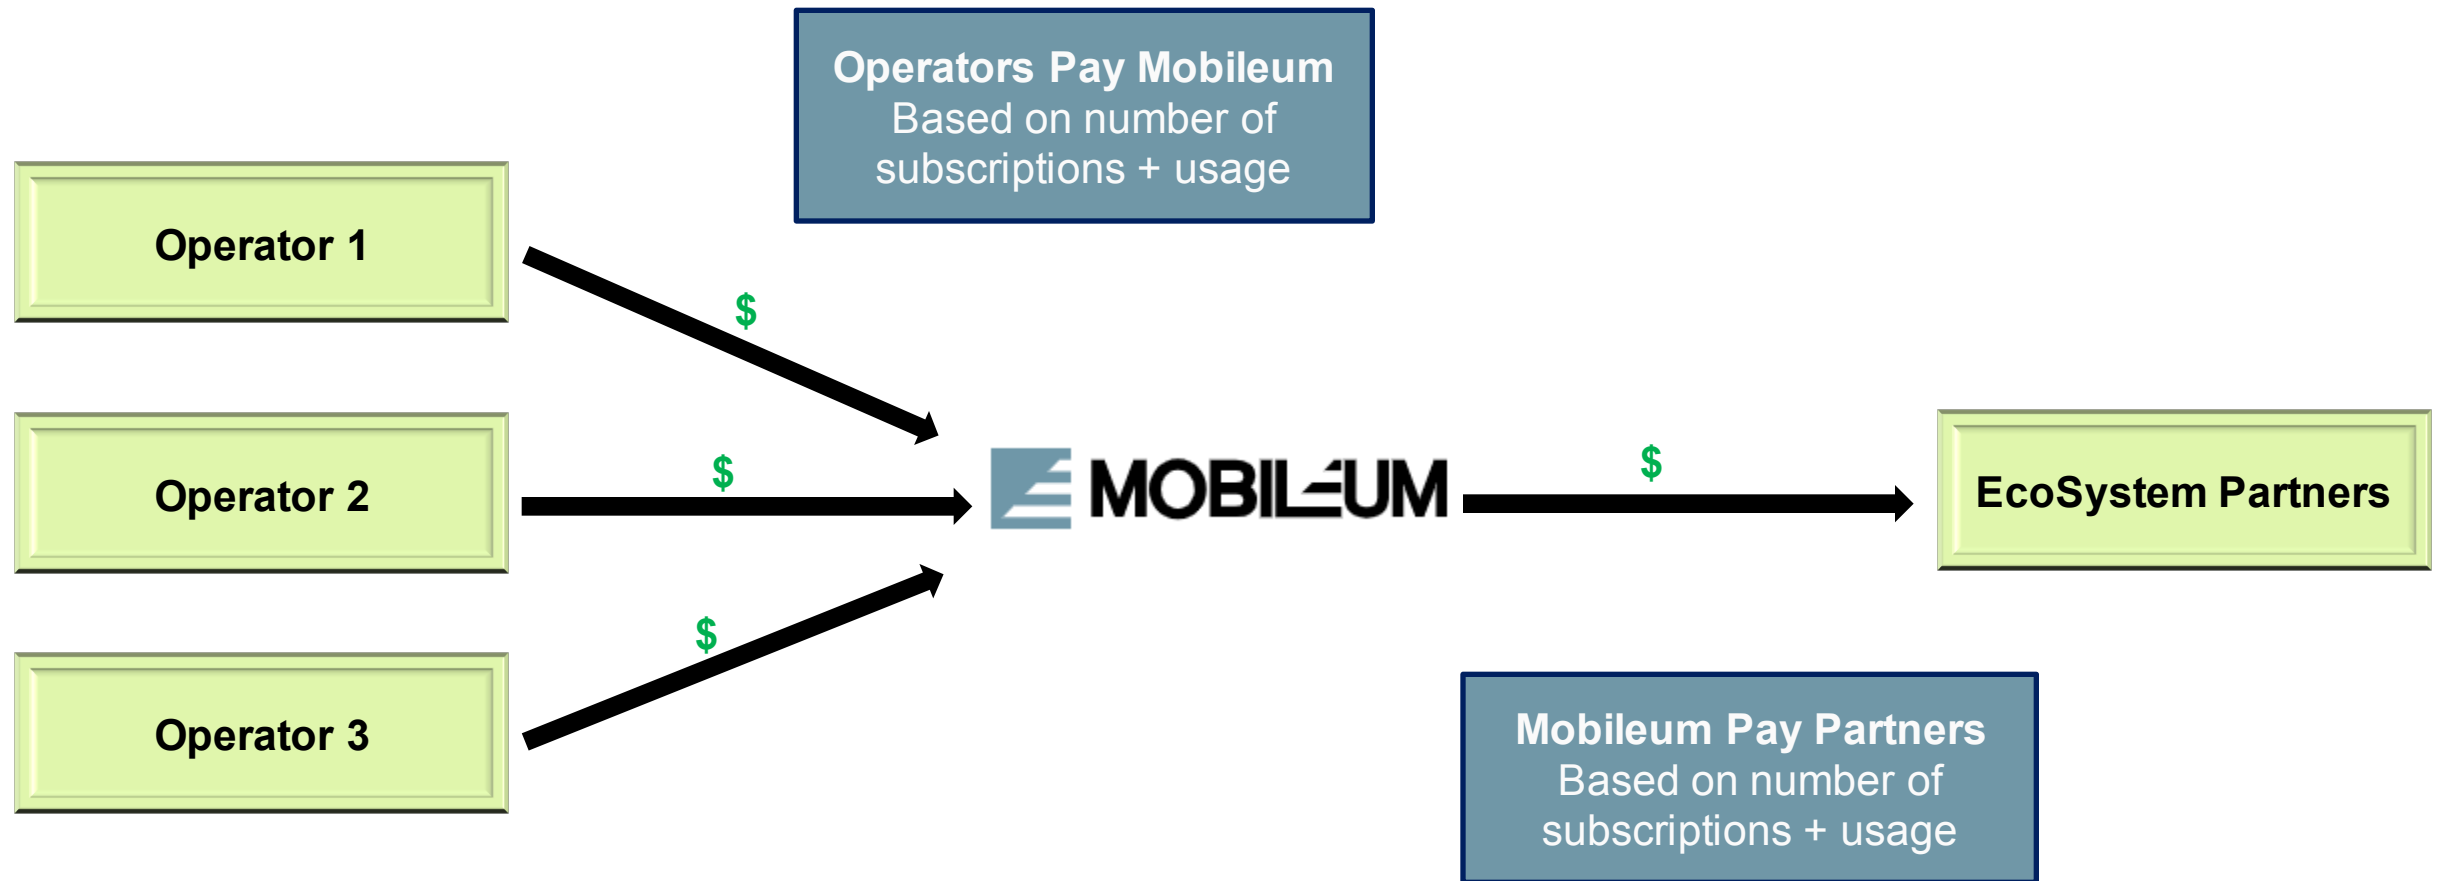 Operators Pay Mobileum
Based on number of
subscriptions + usage
Operator 1
$
Operator 2
$
MOBILEUM
$
EcoSystem Partners
$
Operator 3
Mobileum Pay Partners
Based on number of
subscriptions + usage